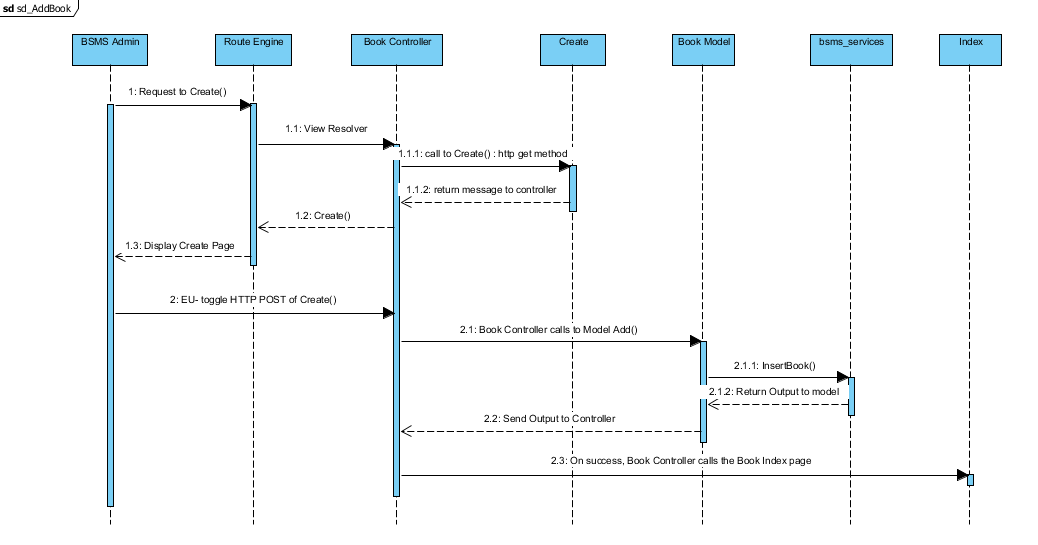 sd sd_AddBook
BSMS Admin
Route Engine
Book Controller
Create
Book Model
bsms_services
Index
1: Request to Create()
1.1: View Resolver
1.1.1: call to Create() : http get method
1.1.2: return message to controller
1.2: Create()
1.3: Display Create Page
2: EU- toggle HTTP POST of Create()
2.1: Book Controller calls to Model Add()
2.1.1: InsertBook()
2.1.2: Return Output to model
2.2: Send Output to Controller
2.3: On success, Book Controller calls the Book Index page